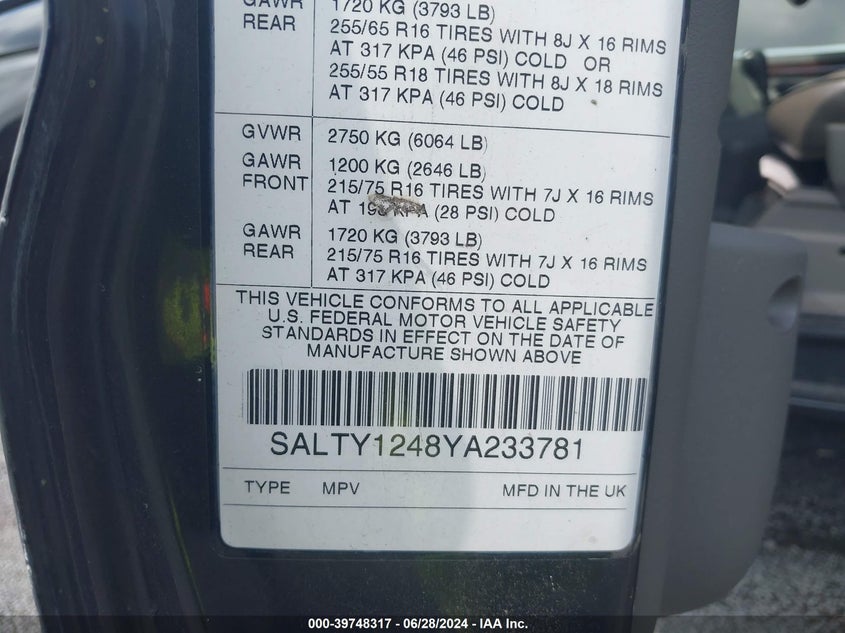 GAWR 1720 KG (3793 LB)
REAR 255/65 R16 TIRES WITH 8J X 16 RIMS
AT 317 KPA (46 PSI) COLD OR
255/55 R18 TIRES WITH 8J X 18 RIMS
AT 317 KPA (46 PSI) COLD
GVWR 2750 KG (6064 LB)
GAWR 1200 KG (2646 LB)
FRONT 215/75 R16 TIRES WITH 7J X 16 RIMS
AT KPA (28 PSI) COLD
GAWR 1720 KG (3793 LB)
REAR 215/75 R16 TIRES WITH 7J X 16 RIMS
AT 317 KPA (46 PSI) COLD
THIS VEHICLE CONFORMS TO ALL APPLICABLE
U.S. FEDERAL MOTOR VEHICLE SAFETY
STANDARDS IN EFFECT ON THE DATE OF
MANUFACTURE SHOWN ABOVE
SALTY1248YA233781
TYPE MPV MFD IN THE UK
000-39748317 | 06/28/2024 - IAA Inc.